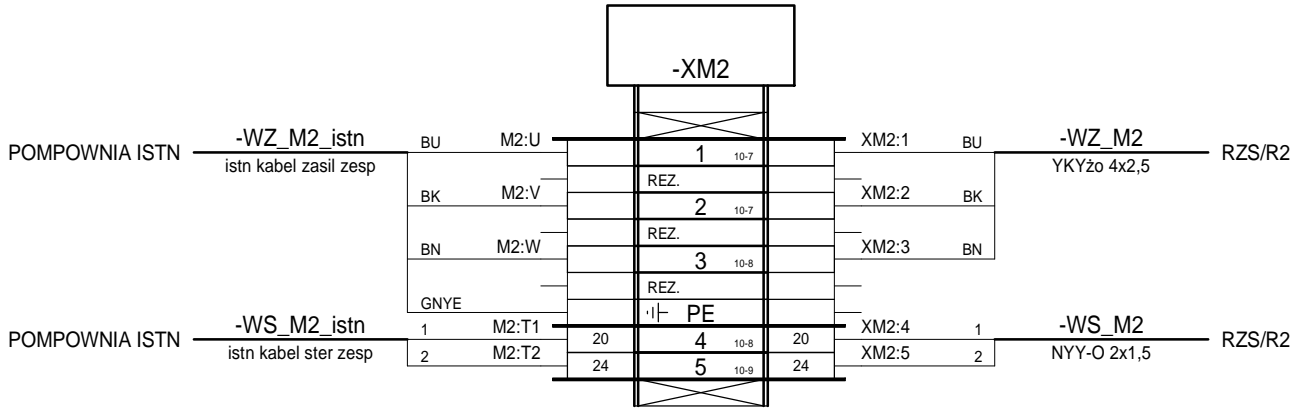 -XM2
POMPOWNIA ISTN -WZ_M2_istn BU M2:U 1 10-7 XM2:1 BU -WZ_M2 RZS/R2
istn kabel zasil zesp YKYżo 4x2,5
REZ.
BK M2:V 2 10-7 XM2:2 BK
REZ.
BN M2:W 3 10-8 XM2:3 BN
REZ.
GNYE PE
POMPOWNIA ISTN -WS_M2_istn 1 M2:T1 20 4 10-8 20 XM2:4 1 -WS_M2 RZS/R2
istn kabel ster zesp 2 M2:T2 24 5 10-9 24 XM2:5 2 NYY-O 2x1,5